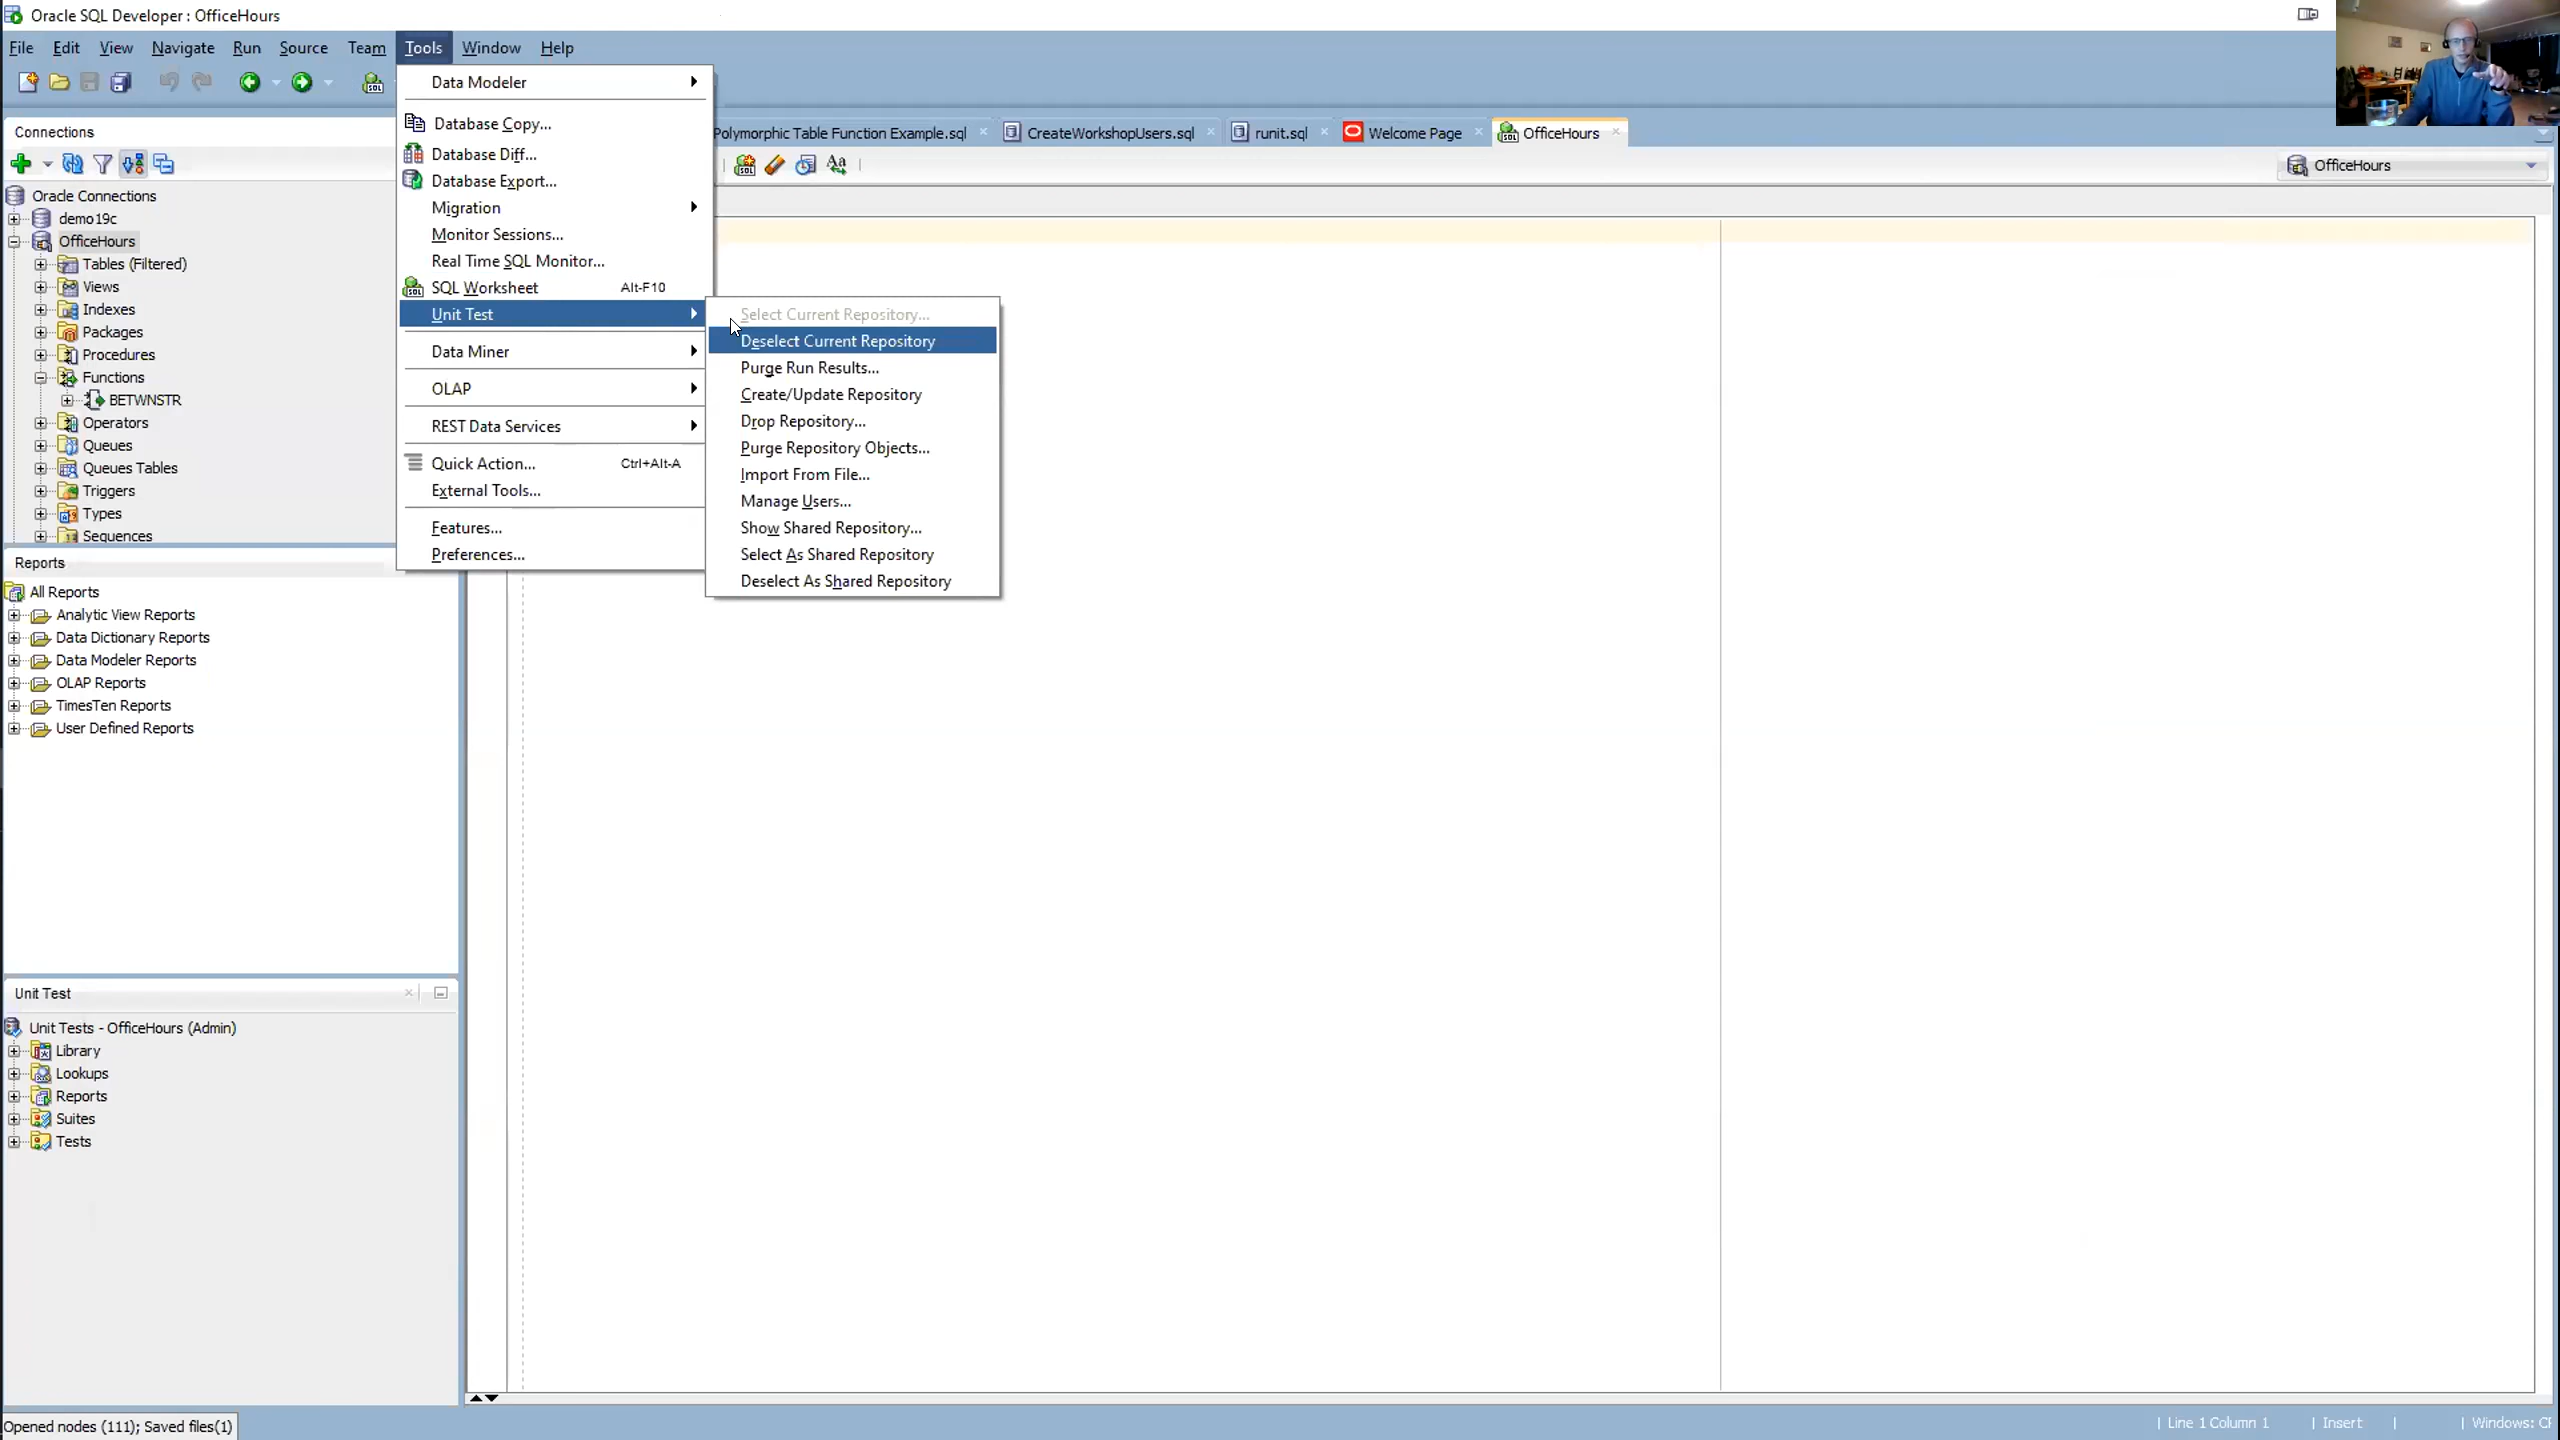 Oracle SQL Developer : OfficeHours
File Edit View Navigate Run Source Team Tools Window Help
Connections
Oracle Connections
demo19c
OfficeHours
Tables (Filtered)
Views
Indexes
Packages
Procedures
Functions
BETWNSTR
Operators
Queues
Queues Tables
Triggers
Types
Sequences
Reports
All Reports
Analytic View Reports
Data Dictionary Reports
Data Modeler Reports
OLAP Reports
TimesTen Reports
User Defined Reports
Unit Test
Unit Tests - OfficeHours (Admin)
Library
Lookups
Reports
Suites
Tests
Data Modeler
Database Copy...
Database Diff...
Database Export...
Migration
Monitor Sessions...
Real Time SQL Monitor...
SQL Worksheet Alt-F10
Unit Test
Data Miner
OLAP
REST Data Services
Quick Action... Ctrl+Alt-A
External Tools...
Features...
Preferences...
Select Current Repository...
Deselect Current Repository
Purge Run Results...
Create/Update Repository
Drop Repository...
Purge Repository Objects...
Import From File...
Manage Users...
Show Shared Repository...
Select As Shared Repository
Deselect As Shared Repository
Polymorphic Table Function Example.sql CreateWorkshopUsers.sql runit.sql Welcome Page OfficeHours
OfficeHours
Opened nodes (111); Saved files(1)
Line 1 Column 1 Insert Windows: